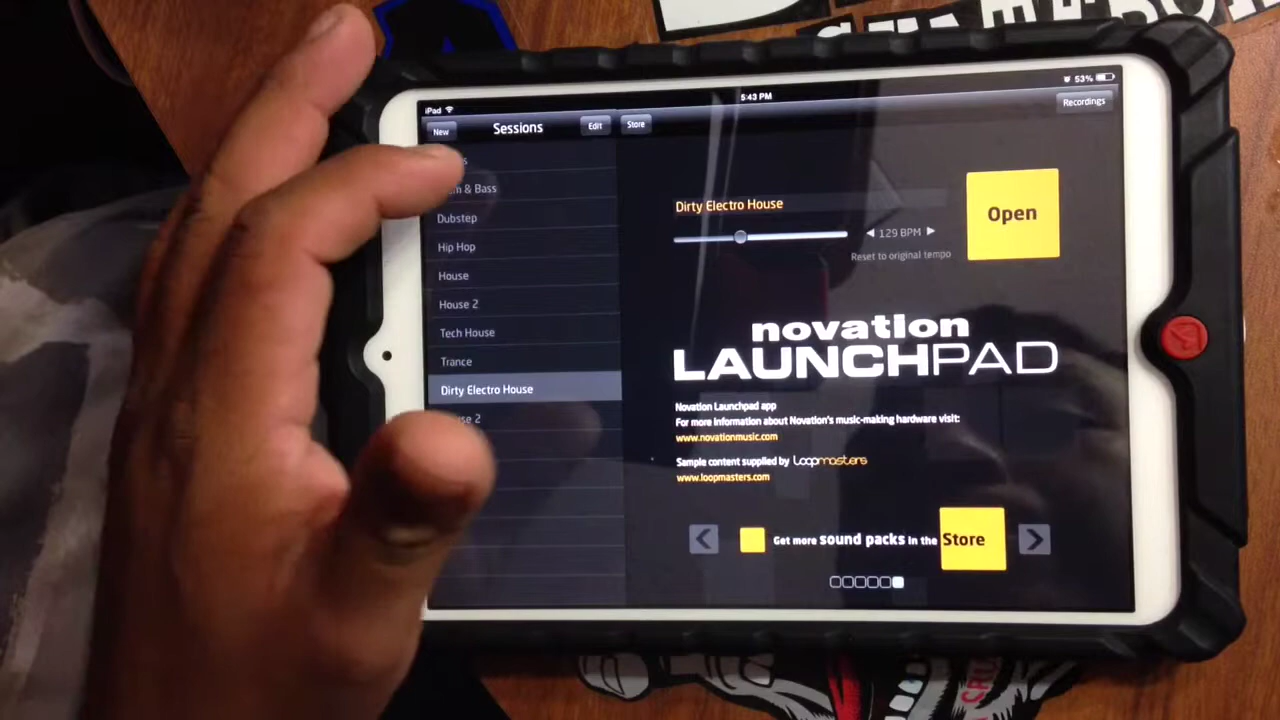 iPad
5:43 PM
53%
New
Sessions
Edit
Store
Recordings
& Bass
Dubstep
Hip Hop
House
House 2
Tech House
Trance
Dirty Electro House
2
Dirty Electro House
129 BPM
Reset to original tempo
Open
novation
LAUNCHPAD
Novation Launchpad app
For more information about Novation's music-making hardware visit:
www.novationmusic.com
Sample content supplied by Loopmasters
www.loopmasters.com
Get more sound packs in the Store